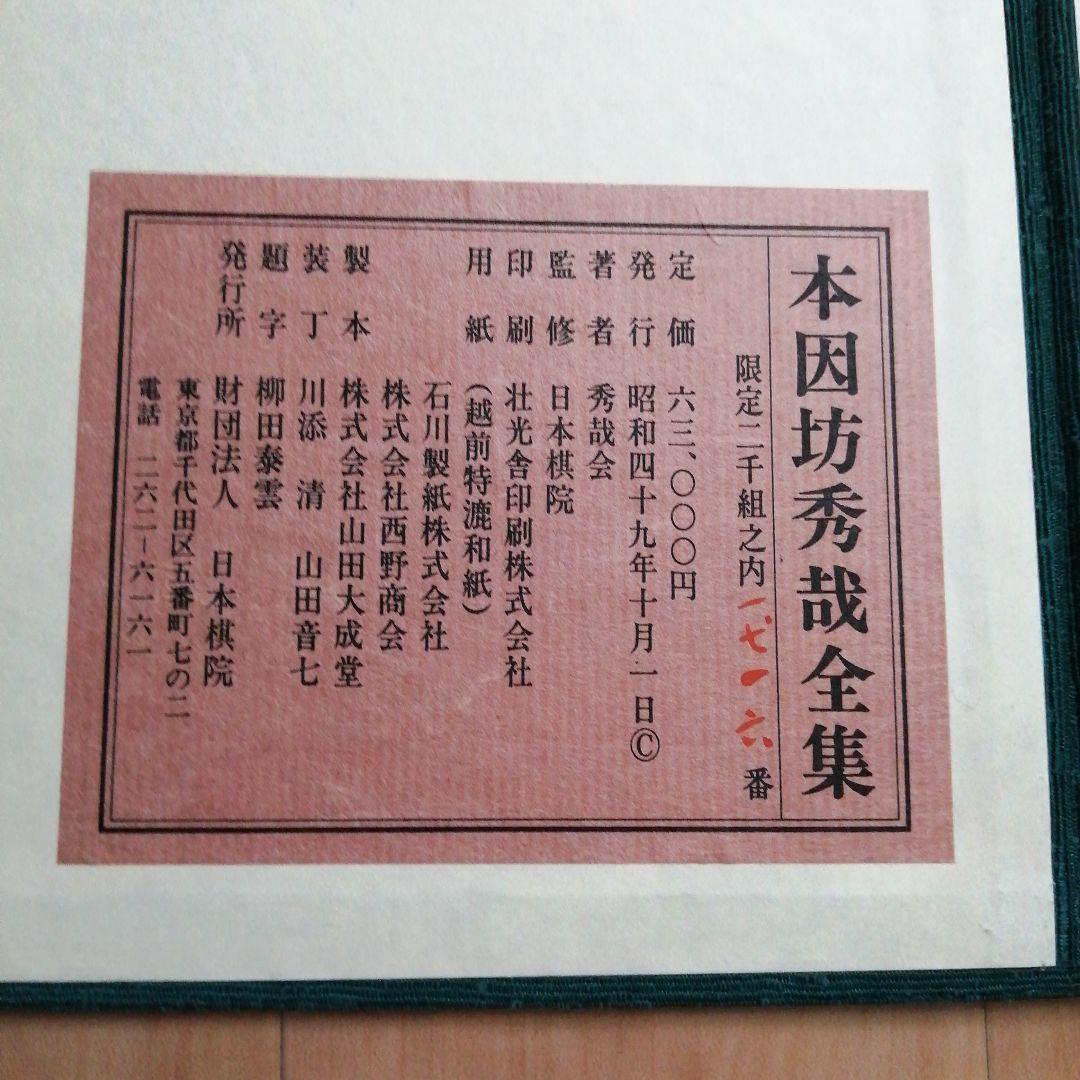 本因坊秀哉全集
限定二千組之内 一七一六番
定価 六三、〇〇〇円
発行 昭和四十九年十月一日©
著者 秀哉会
監修 日本棋院
印刷 壮光舎印刷株式会社
用紙 (越前特漉和紙)
石川製紙株式会社
株式会社西野商会
製本 株式会社山田大成堂
装丁 川添清 山田音七
題字 柳田泰雲
発行所 財団法人 日本棋院
東京都千代田区五番町七の二
電話 二六二-六一六一